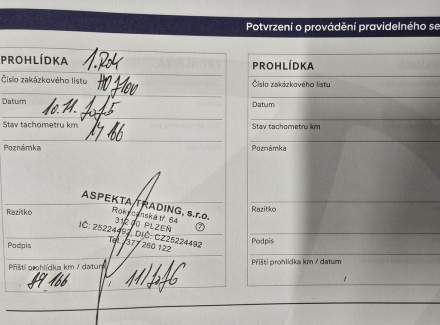 Potvrzení o provádění pravidelného se
PROHLÍDKA 1. Rok
Číslo zakázkového listu
Datum
Stav tachometru km
Poznámka
ASPEKTA TRADING, s.r.o.
Rokycanská tř. 64
312 00 PLZEŇ
IČ: 25224492, DIČ: CZ25224492
Tel.: 377 260 122
Razítko
Podpis
Příští prohlídka km / datum
PROHLÍDKA
Číslo zakázkového listu
Datum
Stav tachometru km
Poznámka
Razítko
Podpis
Příští prohlídka km / datum
/